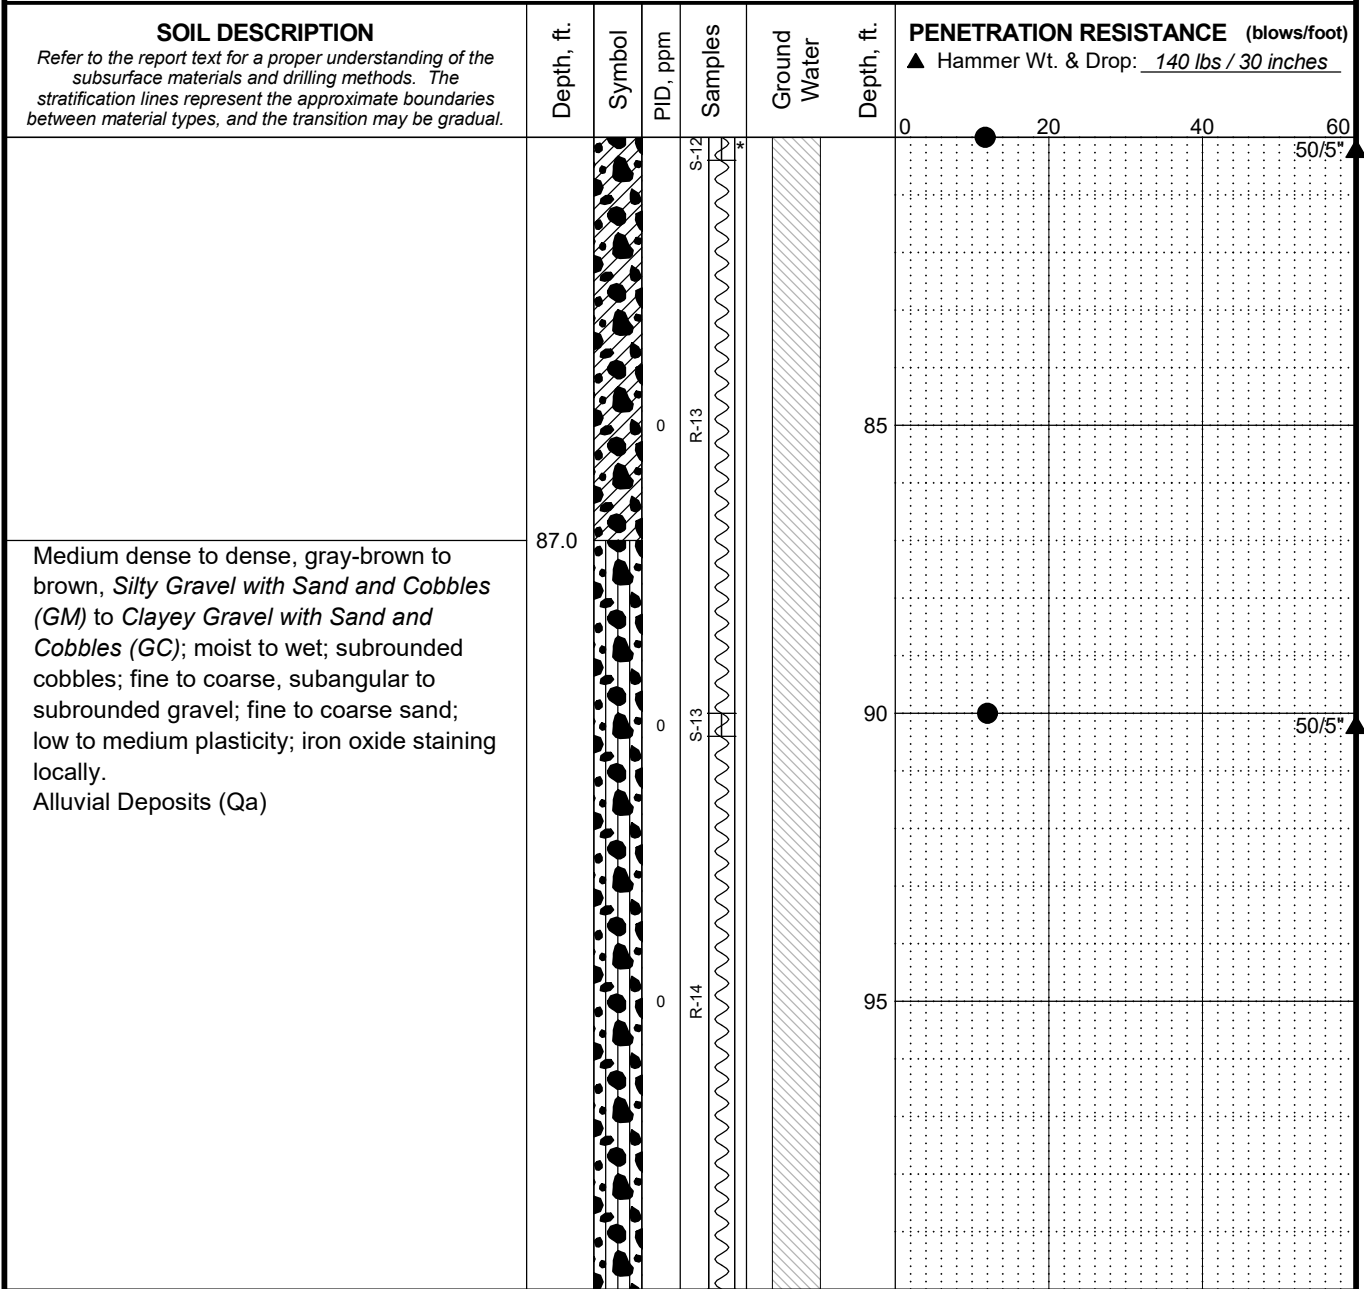 SOIL DESCRIPTION
Refer to the report text for a proper understanding of the
subsurface materials and drilling methods. The
stratification lines represent the approximate boundaries
between material types, and the transition may be gradual.
Depth, ft.
Symbol
PID, ppm
Samples
Ground
Water
Depth, ft.
PENETRATION RESISTANCE (blows/foot)
▲ Hammer Wt. & Drop: 140 lbs / 30 inches
0 20 40 60
S-12 *
50/5"
0 R-13 85
87.0
Medium dense to dense, gray-brown to
brown, Silty Gravel with Sand and Cobbles
(GM) to Clayey Gravel with Sand and
Cobbles (GC); moist to wet; subrounded
cobbles; fine to coarse, subangular to
subrounded gravel; fine to coarse sand;
low to medium plasticity; iron oxide staining
locally.
Alluvial Deposits (Qa)
0 S-13 90
50/5"
0 R-14 95